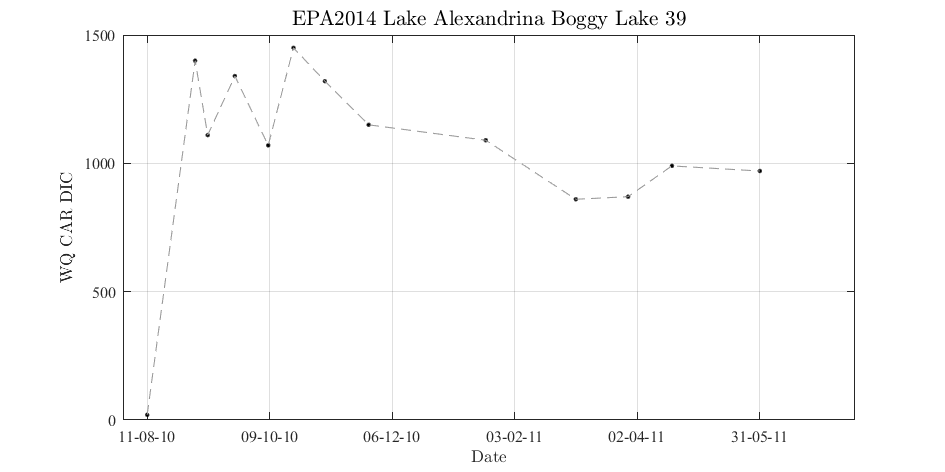 EPA2014 Lake Alexandrina Boggy Lake 39
1500
1000
500
0
WQ CAR DIC
11-08-10 09-10-10 06-12-10 03-02-11 02-04-11 31-05-11
Date